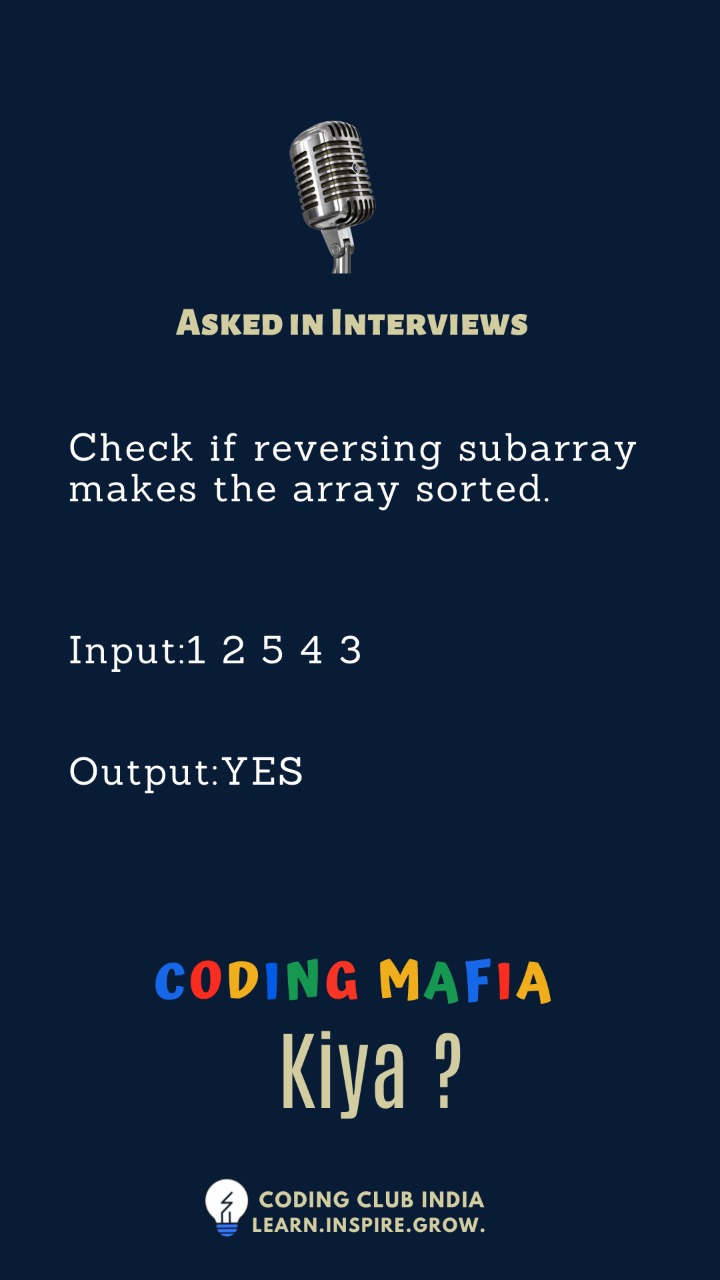 Asked in Interviews
Check if reversing subarray
makes the array sorted.
Input:1 2 5 4 3
Output:YES
CODING MAFIA
Kiya ?
CODING CLUB INDIA
LEARN.INSPIRE.GROW.